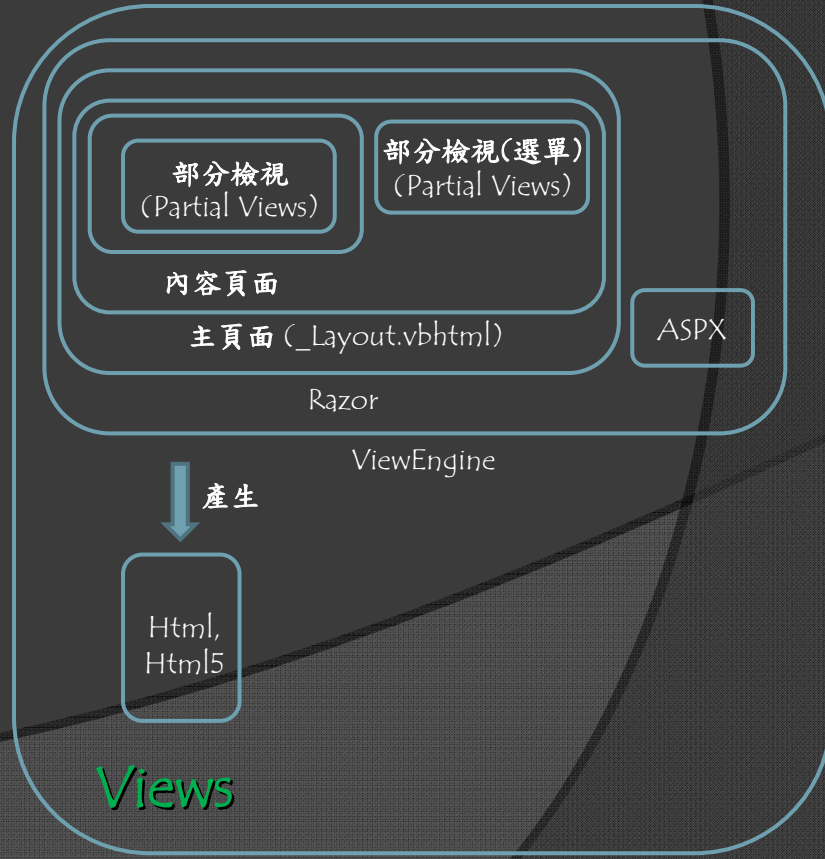 部分檢視
(Partial Views)
部分檢視(選單)
(Partial Views)
內容頁面
主頁面 (_Layout.vbhtml)
ASPX
Razor
ViewEngine
產生
Html,
Html5
Views